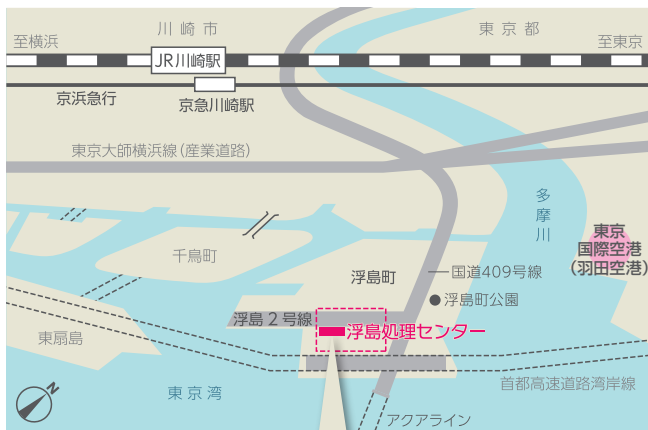 川崎市
東京都
至横浜
至東京
JR川崎駅
京浜急行
京急川崎駅
東京大師横浜線(産業道路)
多摩川
東京
国際空港
(羽田空港)
千鳥町
浮島町
国道409号線
浮島町公園
浮島2号線
浮島処理センター
東扇島
首都高速道路湾岸線
東京湾
アクアライン
N